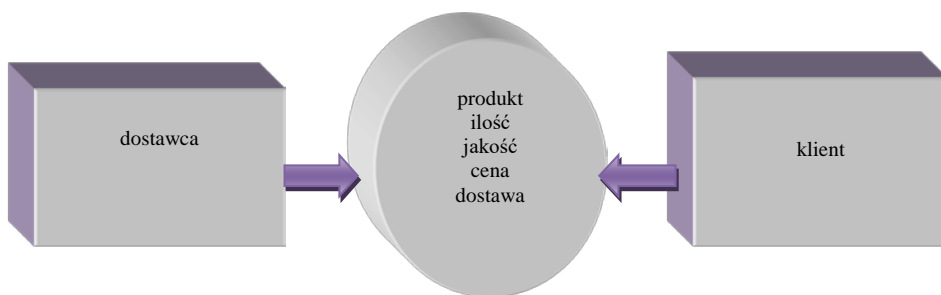 dostawca
produkt
ilość
jakość
cena
dostawa
klient